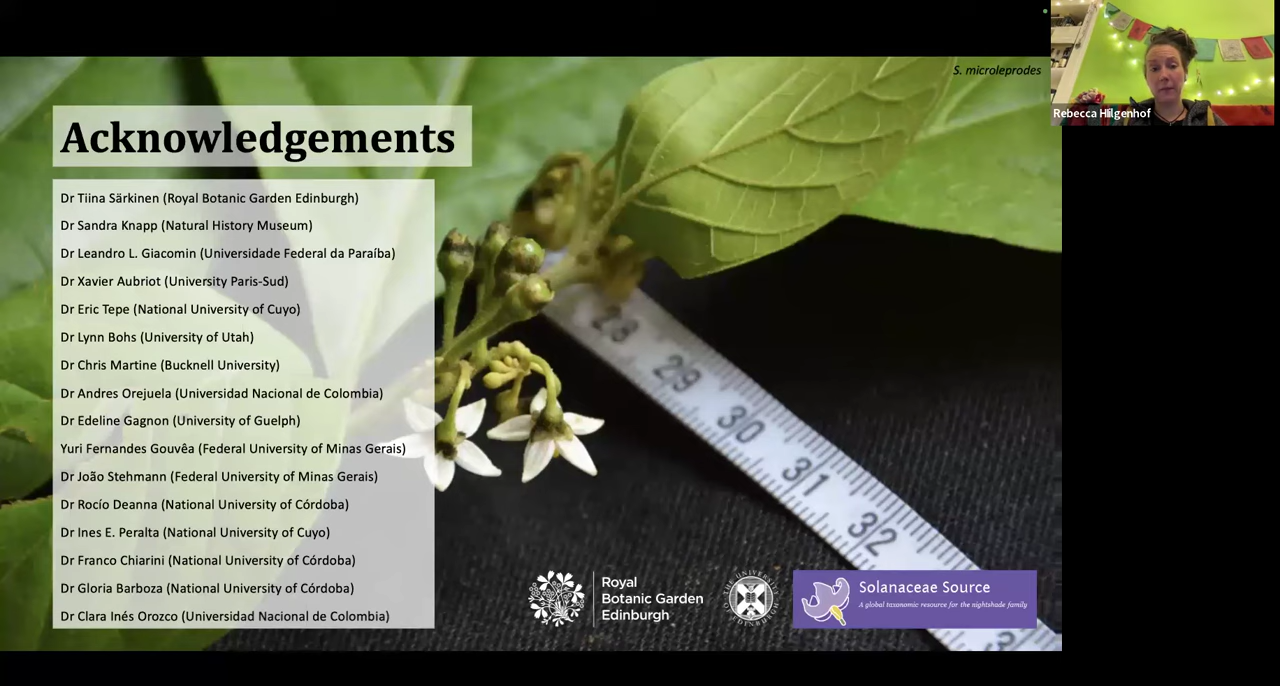 S. microleprodes
Rebecca Hilgenhof
Acknowledgements
Dr Tiina Särkinen (Royal Botanic Garden Edinburgh)
Dr Sandra Knapp (Natural History Museum)
Dr Leandro L. Giacomin (Universidade Federal da Paraíba)
Dr Xavier Aubriot (University Paris-Sud)
Dr Eric Tepe (National University of Cuyo)
Dr Lynn Bohs (University of Utah)
Dr Chris Martine (Bucknell University)
Dr Andres Orejuela (Universidad Nacional de Colombia)
Dr Edeline Gagnon (University of Guelph)
Yuri Fernandes Gouvêa (Federal University of Minas Gerais)
Dr João Stehmann (Federal University of Minas Gerais)
Dr Rocío Deanna (National University of Córdoba)
Dr Ines E. Peralta (National University of Cuyo)
Dr Franco Chiarini (National University of Córdoba)
Dr Gloria Barboza (National University of Córdoba)
Dr Clara Inés Orozco (Universidad Nacional de Colombia)
28
29
30
31
32
Royal
Botanic Garden
Edinburgh
THE UNIVERSITY OF EDINBURGH
Solanaceae Source
A global taxonomic resource for the nightshade family